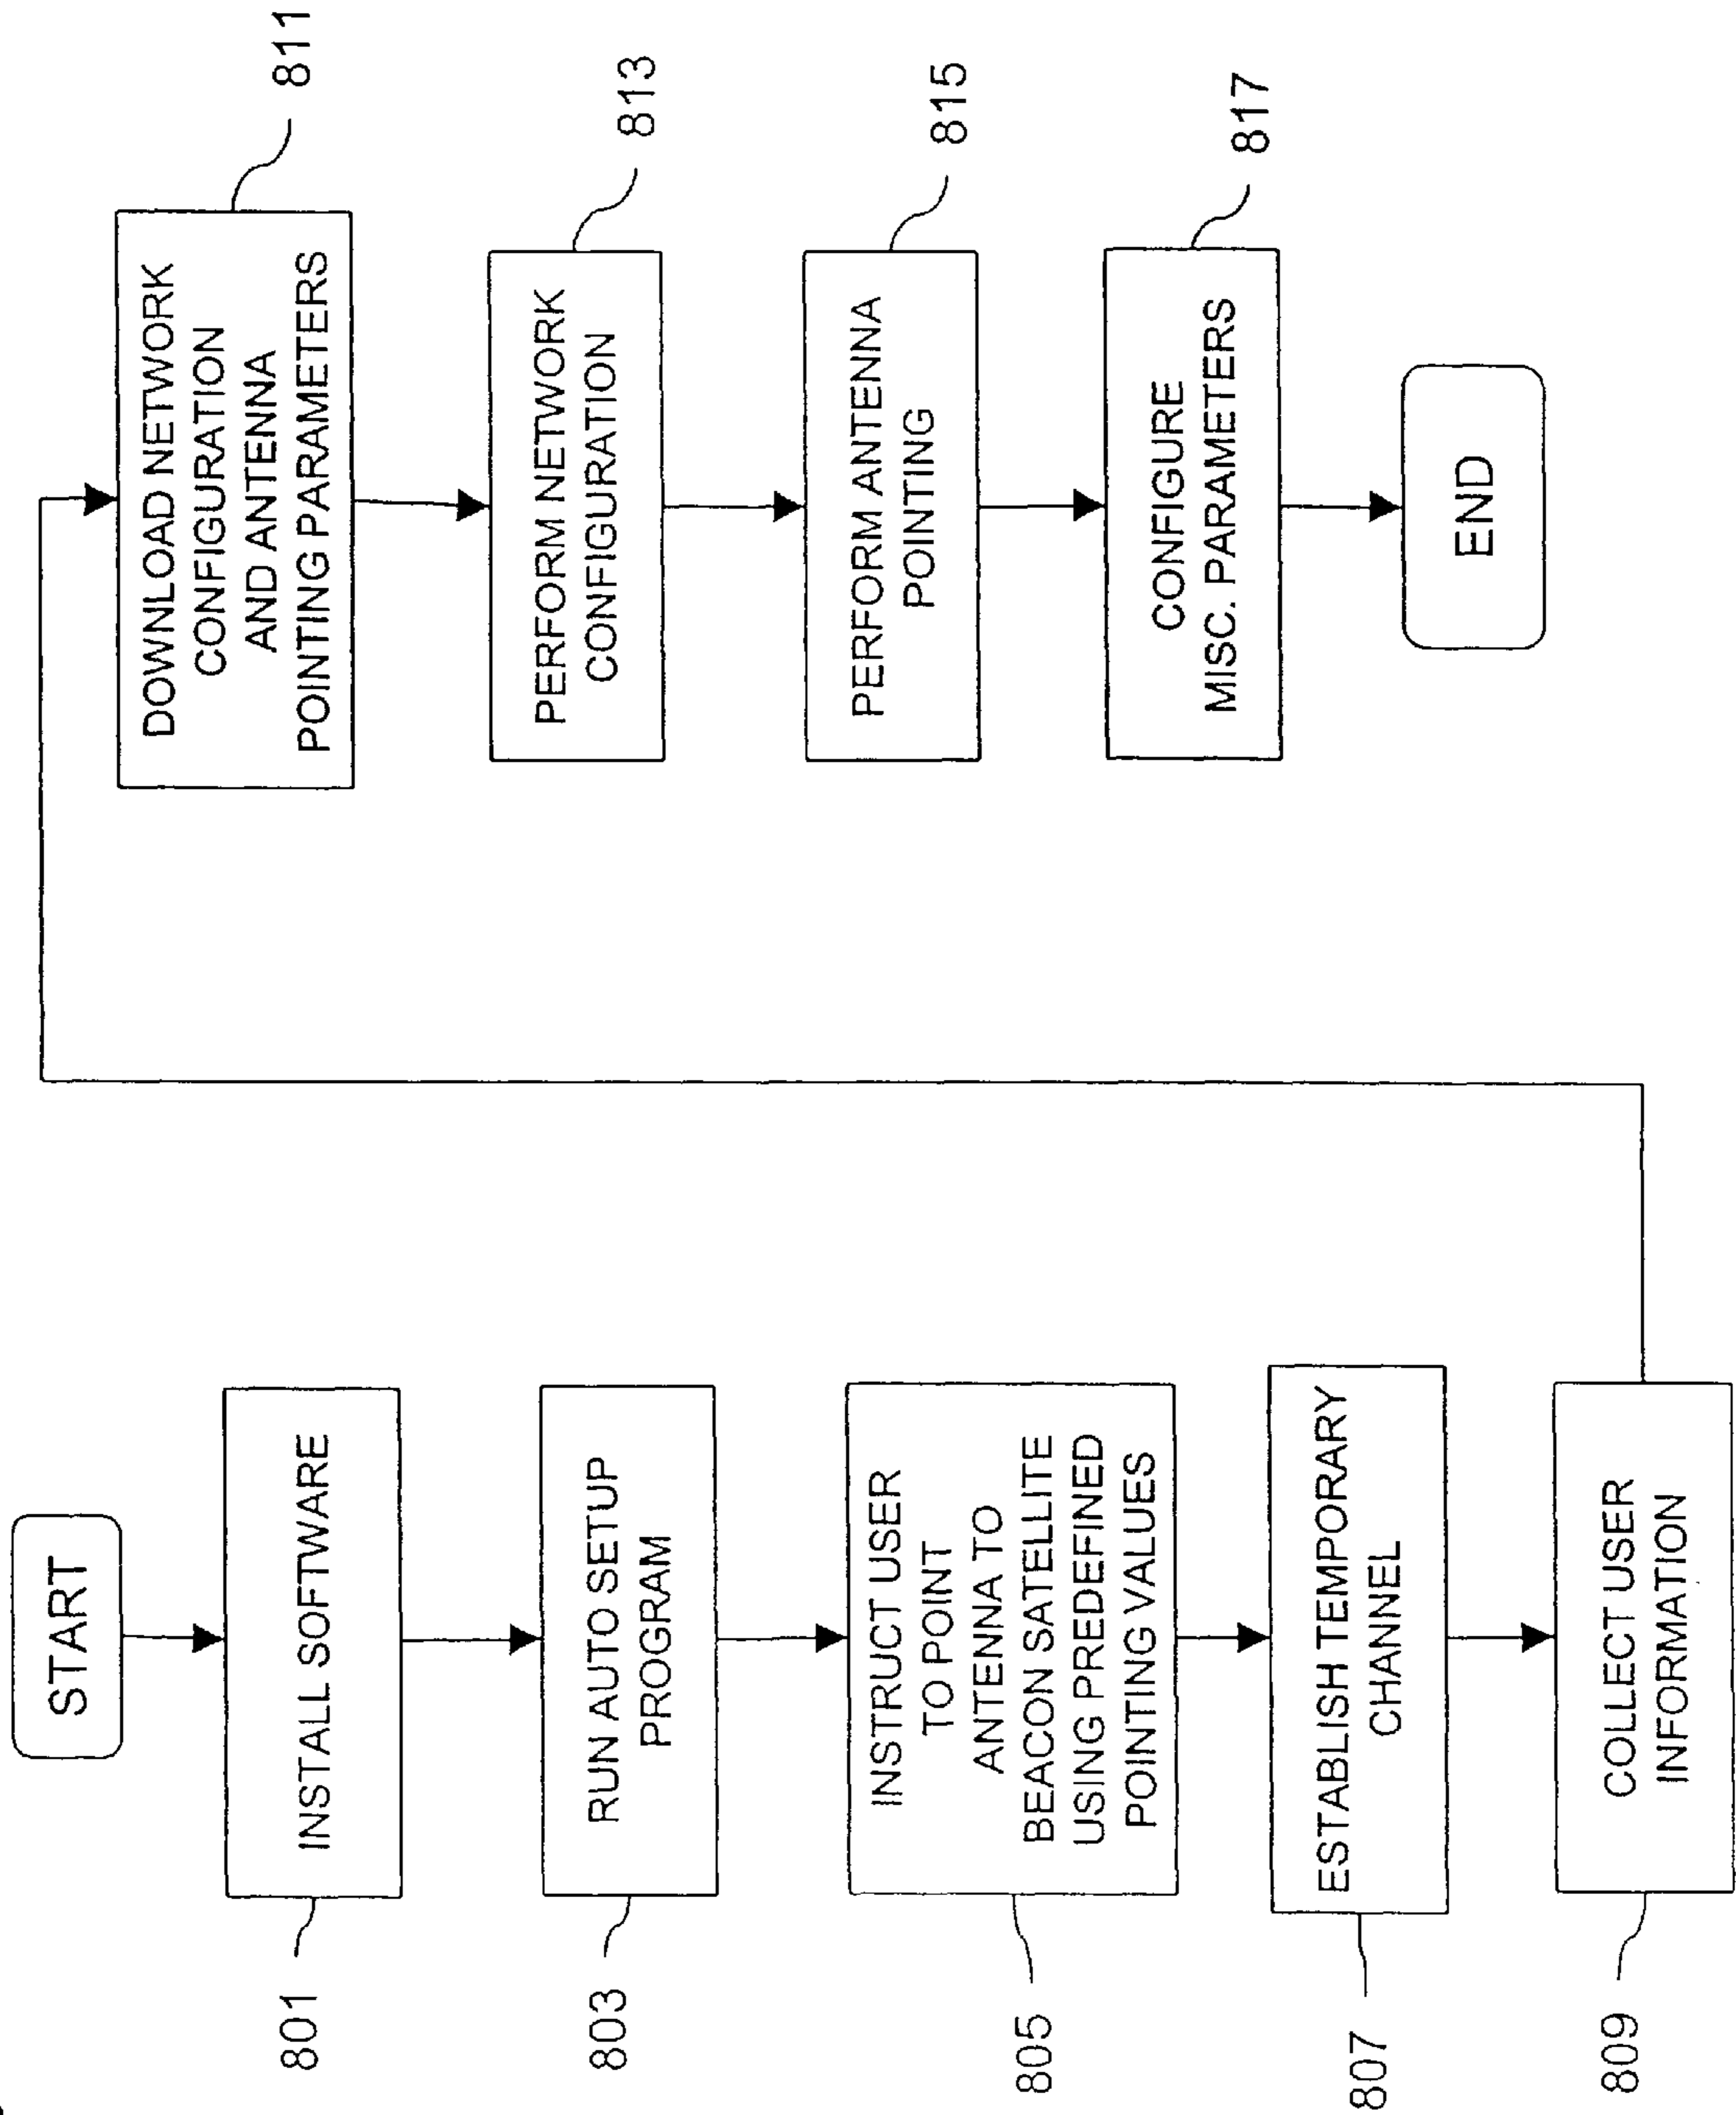 START
801
INSTALL SOFTWARE
803
RUN AUTO SETUP
PROGRAM
805
INSTRUCT USER
TO POINT
ANTENNA TO
BEACON SATELLITE
USING PREDEFINED
POINTING VALUES
807
ESTABLISH TEMPORARY
CHANNEL
809
COLLECT USER
INFORMATION
DOWNLOAD NETWORK
CONFIGURATION
AND ANTENNA
POINTING PARAMETERS
811
PERFORM NETWORK
CONFIGURATION
813
PERFORM ANTENNA
POINTING
815
CONFIGURE
MISC. PARAMETERS
817
END